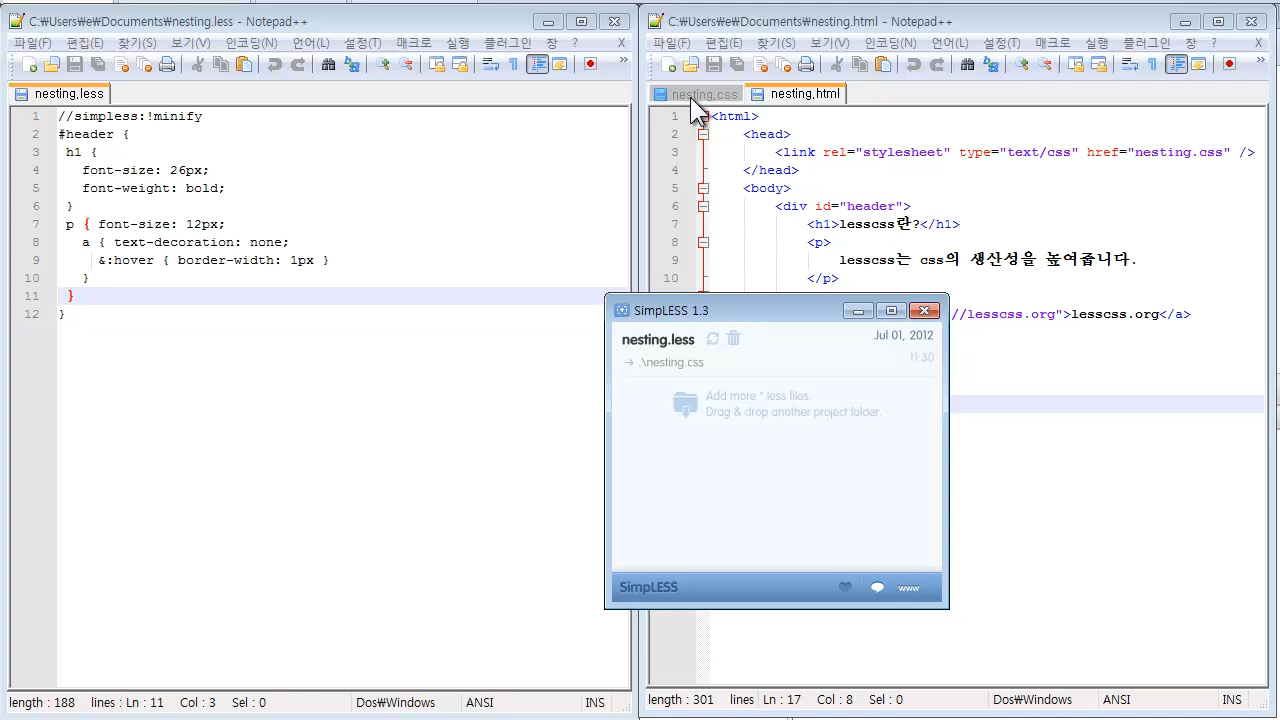 C:₩Users₩e₩Documents₩nesting.less - Notepad++
파일(F) 편집(E) 찾기(S) 보기(V) 인코딩(N) 언어(L) 설정(T) 매크로 실행 플러그인 창 ? X
nesting.less
1 //simpless:!minify
2 #header {
3 h1 {
4 font-size: 26px;
5 font-weight: bold;
6 }
7 p { font-size: 12px;
8 a { text-decoration: none;
9 &:hover { border-width: 1px }
10 }
11 }
12 }
length : 188 lines Ln : 11 Col : 3 Sel : 0 Dos₩Windows ANSI INS
C:₩Users₩e₩Documents₩nesting.html - Notepad++
파일(F) 편집(E) 찾기(S) 보기(V) 인코딩(N) 언어(L) 설정(T) 매크로 실행 플러그인 창 ? X
nesting.css nesting.html
1 <html>
2 <head>
3 <link rel="stylesheet" type="text/css" href="nesting.css" />
4 </head>
5 <body>
6 <div id="header">
7 <h1>lesscss란?</h1>
8 <p>
9 lesscss는 css의 생산성을 높여줍니다.
10 </p>
//lesscss.org">lesscss.org</a>
length : 301 lines Ln : 17 Col : 8 Sel : 0 Dos₩Windows ANSI INS
SimpLESS 1.3
nesting.less Jul 01, 2012
→ .\nesting.css 11:30
Add more *.less files.
Drag & drop another project folder.
SimpLESS www